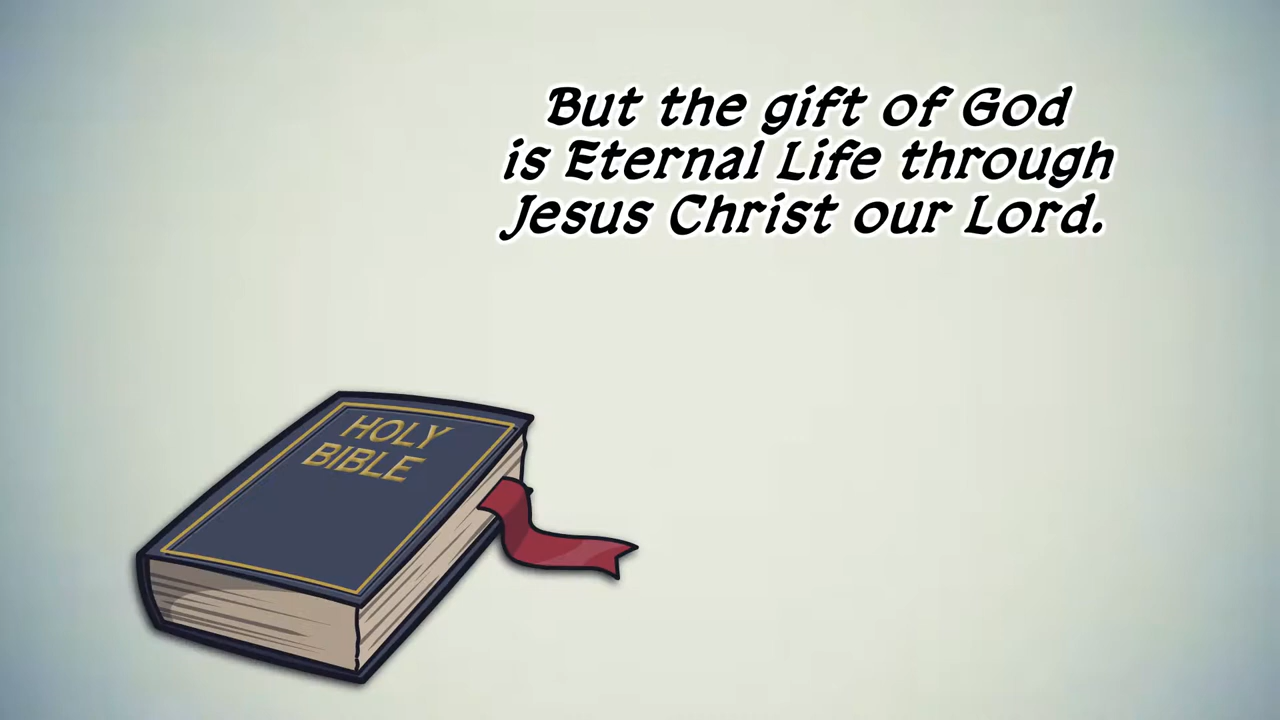 But the gift of God
is Eternal Life through
Jesus Christ our Lord.
HOLY
BIBLE